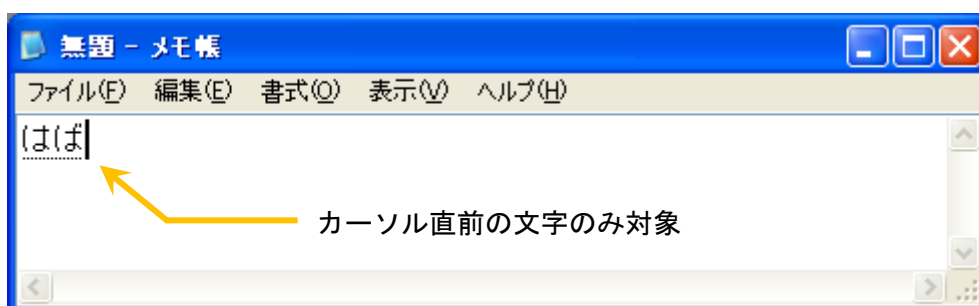 無題 - メモ帳
ファイル(F) 編集(E) 書式(O) 表示(V) ヘルプ(H)
はば
カーソル直前の文字のみ対象